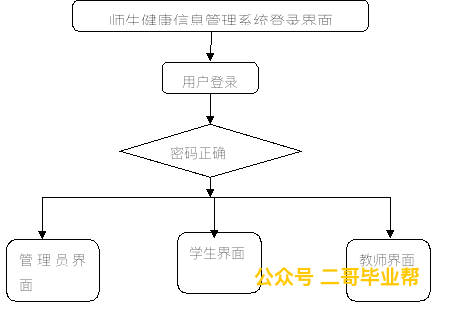 师生健康信息管理系统登录界面
用户登录
密码正确
管理员界
面
学生界面
教师界面
公众号 二哥毕业帮